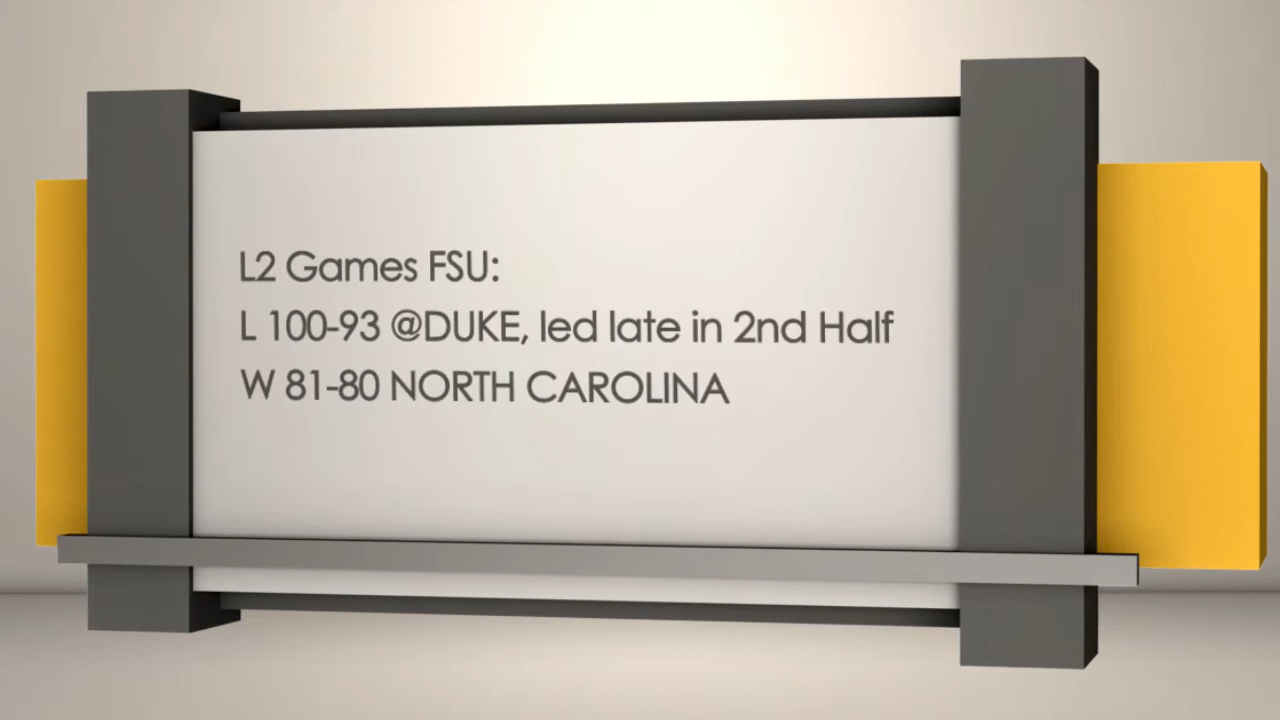 L2 Games FSU:
L 100-93 @DUKE, led late in 2nd Half
W 81-80 NORTH CAROLINA